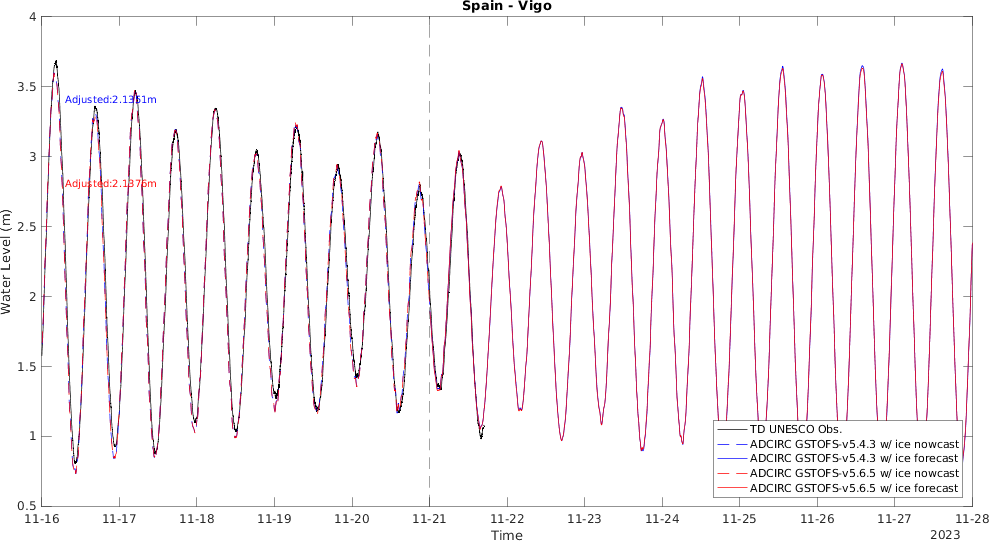 Spain - Vigo
4
3.5
3
2.5
2
1.5
1
0.5
Water Level (m)
Adjusted:2.1351m
Adjusted:2.1376m
TD UNESCO Obs.
ADCIRC GSTOFS-v5.4.3 w/ ice nowcast
ADCIRC GSTOFS-v5.4.3 w/ ice forecast
ADCIRC GSTOFS-v5.6.5 w/ ice nowcast
ADCIRC GSTOFS-v5.6.5 w/ ice forecast
11-16 11-17 11-18 11-19 11-20 11-21 11-22 11-23 11-24 11-25 11-26 11-27 11-28
Time
2023